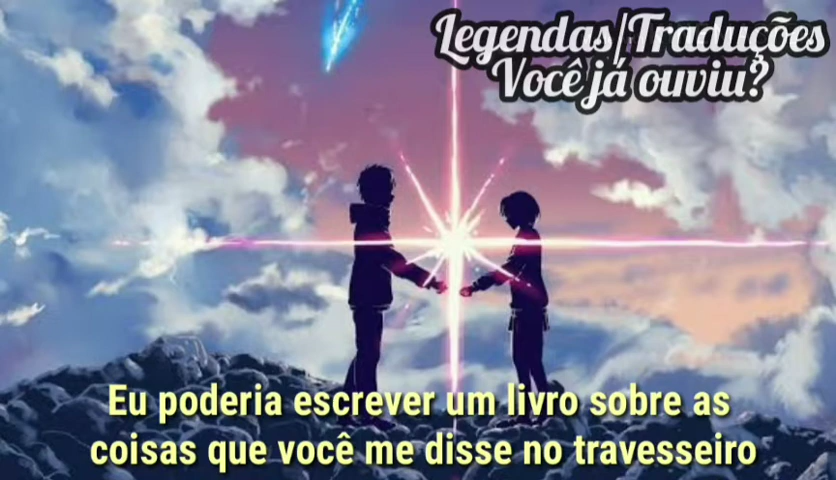 Legendas|Traduções
Você já ouviu?
Eu poderia escrever um livro sobre as
coisas que você me disse no travesseiro